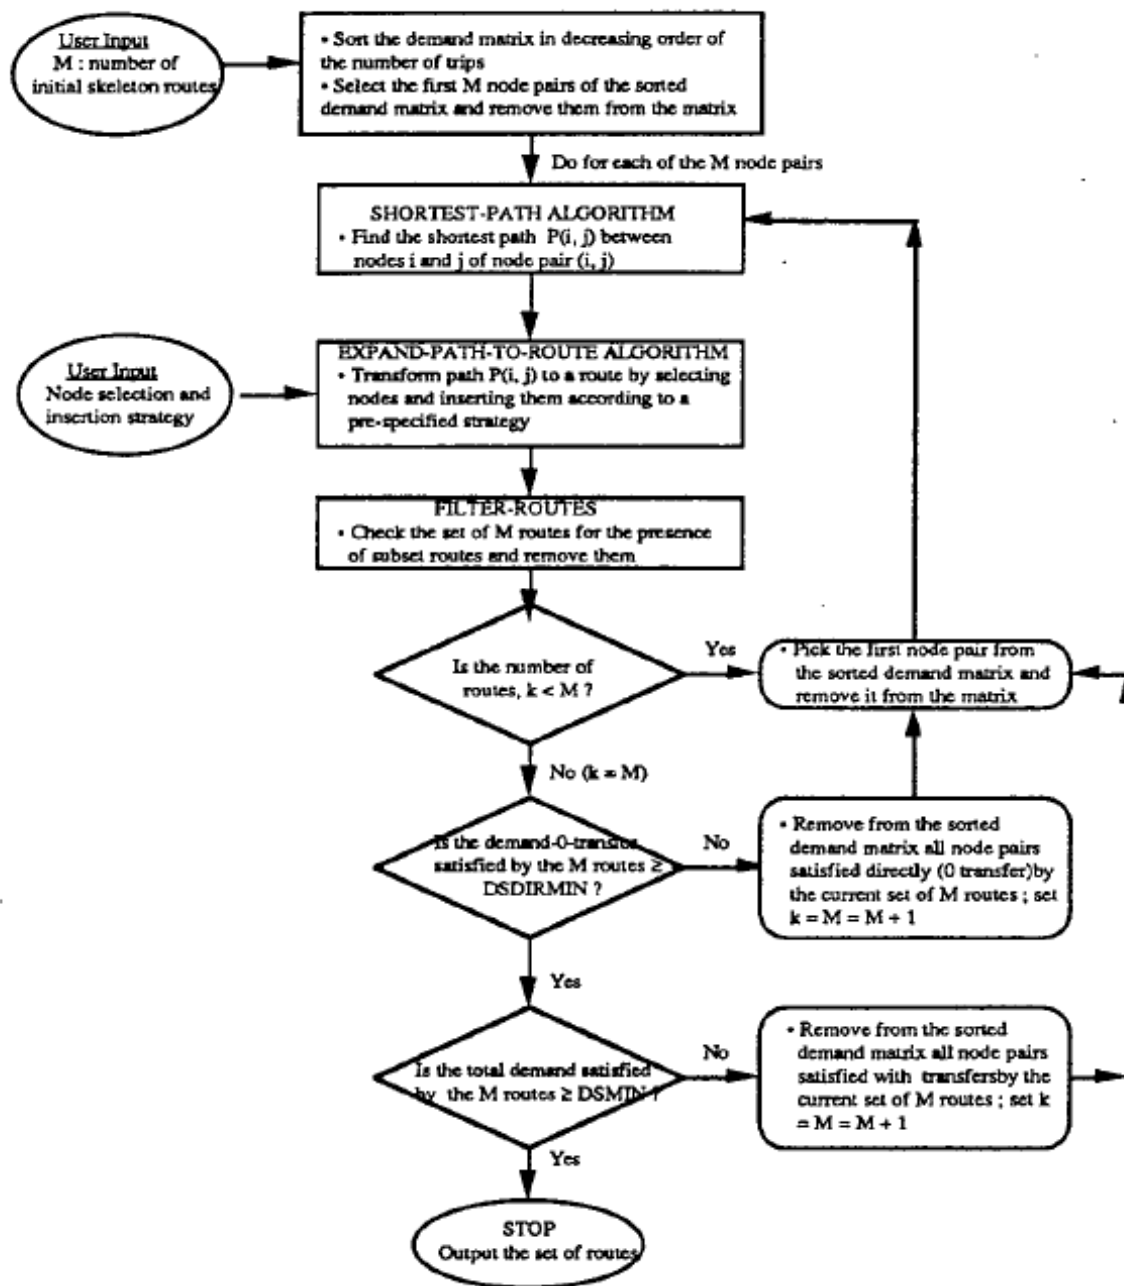 User Input
M : number of
initial skeleton routes
• Sort the demand matrix in decreasing order of
the number of trips
• Select the first M node pairs of the sorted
demand matrix and remove them from the matrix
Do for each of the M node pairs
SHORTEST-PATH ALGORITHM
• Find the shortest path P(i, j) between
nodes i and j of node pair (i, j)
User Input
Node selection and
insertion strategy
EXPAND-PATH-TO-ROUTE ALGORITHM
• Transform path P(i, j) to a route by selecting
nodes and inserting them according to a
pre-specified strategy
FILTER-ROUTES
• Check the set of M routes for the presence
of subset routes and remove them
Is the number of
routes, k < M ?
Yes
• Pick the first node pair from
the sorted demand matrix and
remove it from the matrix
No (k = M)
Is the demand-0-transfer
satisfied by the M routes ≥
DSDIRMIN ?
No
• Remove from the sorted
demand matrix all node pairs
satisfied directly (0 transfer)by
the current set of M routes ; set
k = M = M + 1
Yes
Is the total demand satisfied
by the M routes ≥ DSMIN ?
No
• Remove from the sorted
demand matrix all node pairs
satisfied with transfersby the
current set of M routes ; set k
= M = M + 1
Yes
STOP
Output the set of routes